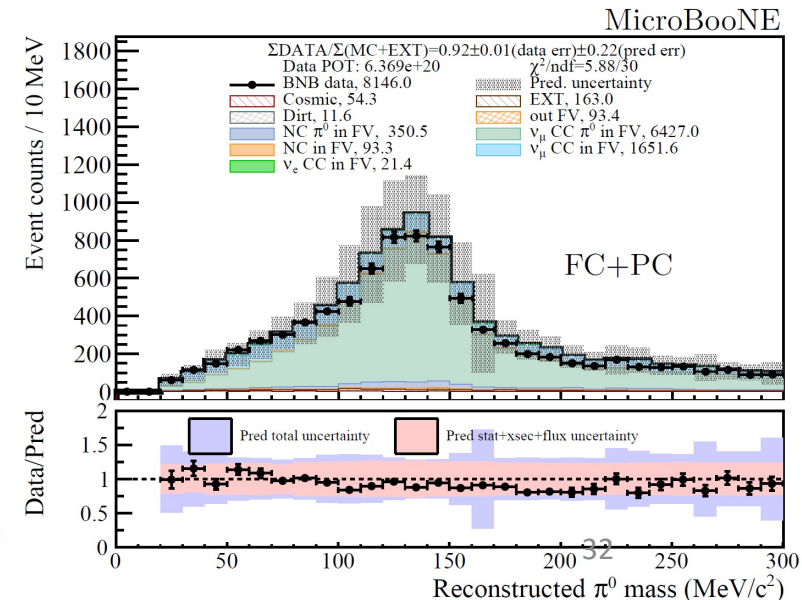 MicroBooNE
ΣDATA/Σ(MC+EXT)=0.92±0.01(data err)±0.22(pred err)
Data POT: 6.369e+20 χ²/ndf=5.88/30
BNB data, 8146.0 Pred. uncertainty
Cosmic, 54.3 EXT, 163.0
Dirt, 11.6 out FV, 93.4
NC π⁰ in FV, 350.5 ν_μ CC π⁰ in FV, 6427.0
NC in FV, 93.3 ν_μ CC in FV, 1651.6
ν_e CC in FV, 21.4
Event counts / 10 MeV
1800
1600
1400
1200
1000
800
600
400
200
0
FC+PC
Data/Pred
2
1.5
1
0.5
0
Pred total uncertainty Pred stat+xsec+flux uncertainty
32
0 50 100 150 200 250 300
Reconstructed π⁰ mass (MeV/c²)